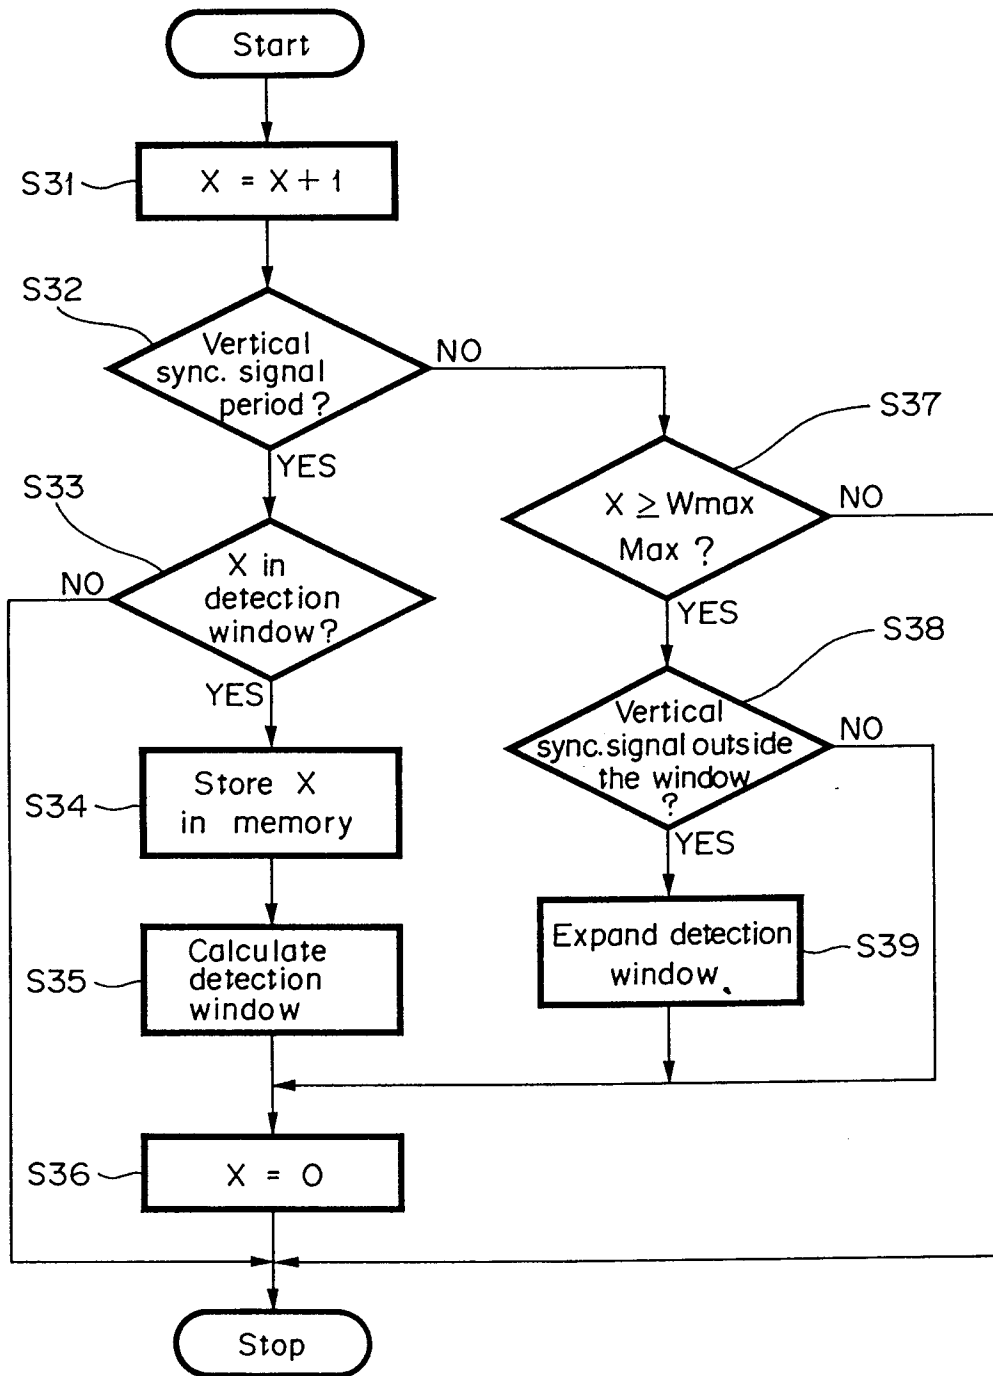 Start
S31
X = X + 1
S32
Vertical
sync. signal
period?
NO
YES
S37
X ≥ Wmax
Max ?
NO
YES
S33
X in
detection
window?
NO
YES
S38
Vertical
sync. signal outside
the window
?
NO
YES
S34
Store X
in memory
S39
Expand detection
window.
S35
Calculate
detection
window
S36
X = 0
Stop